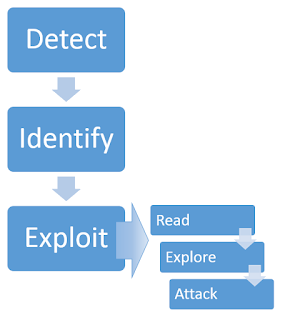 Detect
Identify
Exploit
Read
Explore
Attack